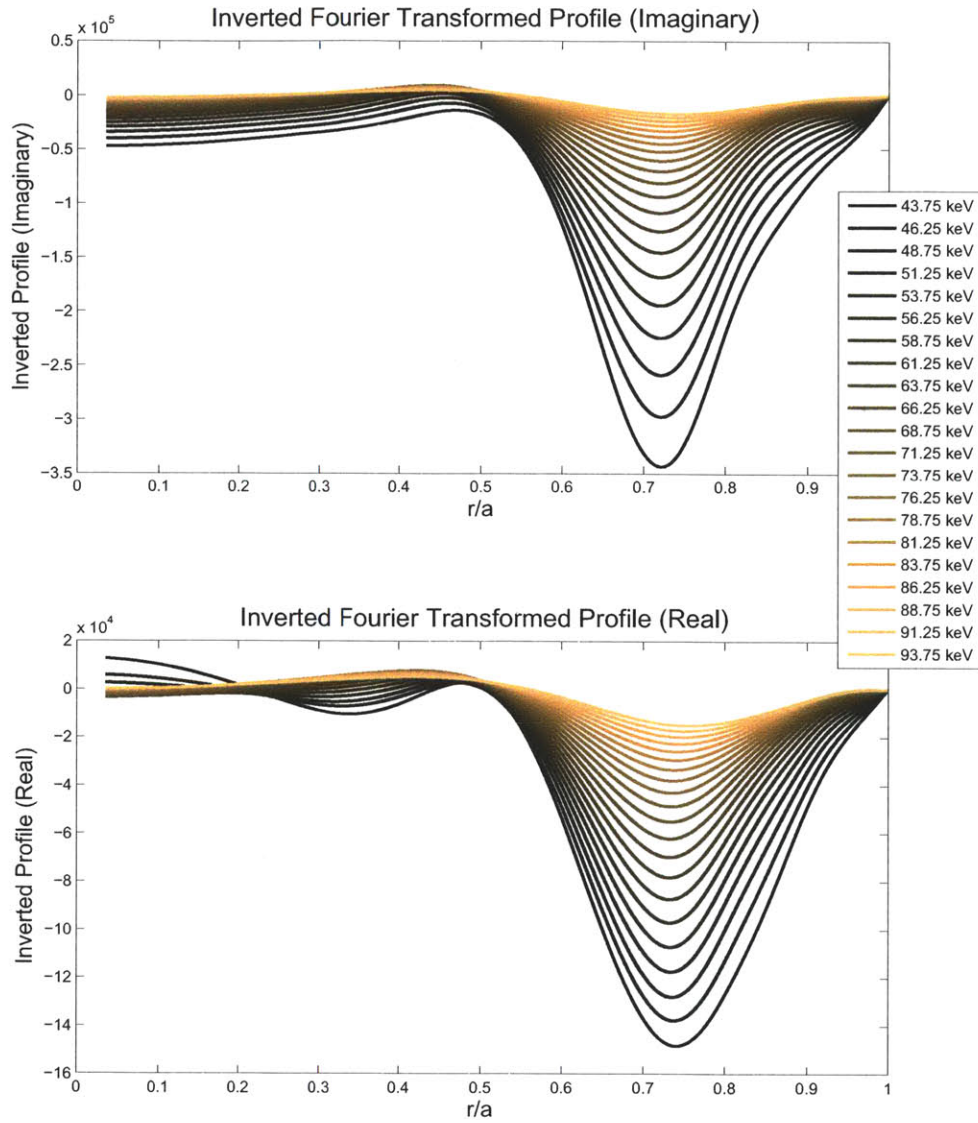 Inverted Fourier Transformed Profile (Imaginary)
× 10⁵
0.5
0
−0.5
−1
−1.5
−2
−2.5
−3
−3.5
Inverted Profile (Imaginary)
0 0.1 0.2 0.3 0.4 0.5 0.6 0.7 0.8 0.9
r/a
43.75 keV
46.25 keV
48.75 keV
51.25 keV
53.75 keV
56.25 keV
58.75 keV
61.25 keV
63.75 keV
66.25 keV
68.75 keV
71.25 keV
73.75 keV
76.25 keV
78.75 keV
81.25 keV
83.75 keV
86.25 keV
88.75 keV
91.25 keV
93.75 keV
Inverted Fourier Transformed Profile (Real)
× 10⁴
2
0
−2
−4
−6
−8
−10
−12
−14
−16
Inverted Profile (Real)
0 0.1 0.2 0.3 0.4 0.5 0.6 0.7 0.8 0.9 1
r/a